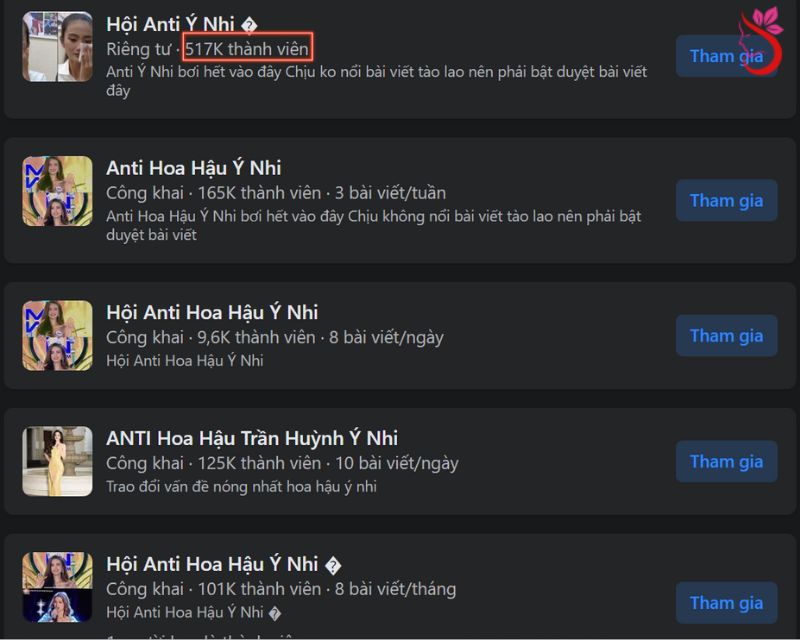 Hội Anti Ý Nhi �
Riêng tư · 517K thành viên
Anti Ý Nhi bơi hết vào đây Chịu ko nổi bài viết tào lao nên phải bật duyệt bài viết
đây
Tham gia
Anti Hoa Hậu Ý Nhi
Công khai · 165K thành viên · 3 bài viết/tuần
Anti Hoa Hậu Ý Nhi bơi hết vào đây Chịu không nổi bài viết tào lao nên phải bật
duyệt bài viết
Tham gia
Hội Anti Hoa Hậu Ý Nhi
Công khai · 9,6K thành viên · 8 bài viết/ngày
Hội Anti Hoa Hậu Ý Nhi
Tham gia
ANTI Hoa Hậu Trần Huỳnh Ý Nhi
Công khai · 125K thành viên · 10 bài viết/ngày
Trao đổi vấn đề nóng nhất hoa hậu ý nhi
Tham gia
Hội Anti Hoa Hậu Ý Nhi �
Công khai · 101K thành viên · 8 bài viết/tháng
Hội Anti Hoa Hậu Ý Nhi �
Tham gia